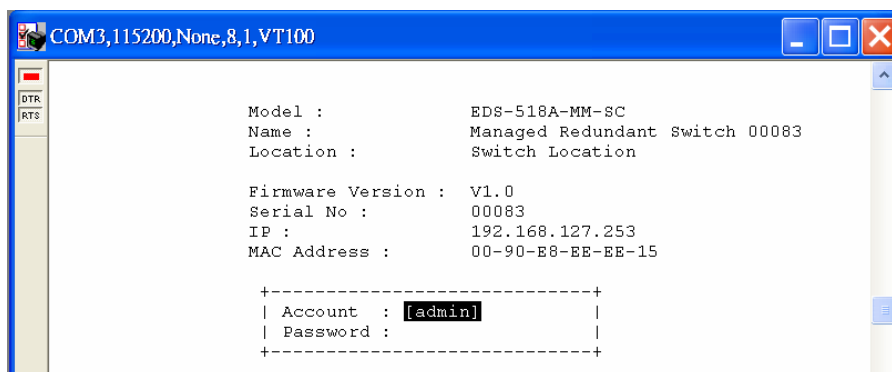 COM3,115200,None,8,1,VT100
DTR
RTS
Model : EDS-518A-MM-SC
Name : Managed Redundant Switch 00083
Location : Switch Location
Firmware Version : V1.0
Serial No : 00083
IP : 192.168.127.253
MAC Address : 00-90-E8-EE-EE-15
+-----------------------------+
| Account : [admin] |
| Password : |
+-----------------------------+